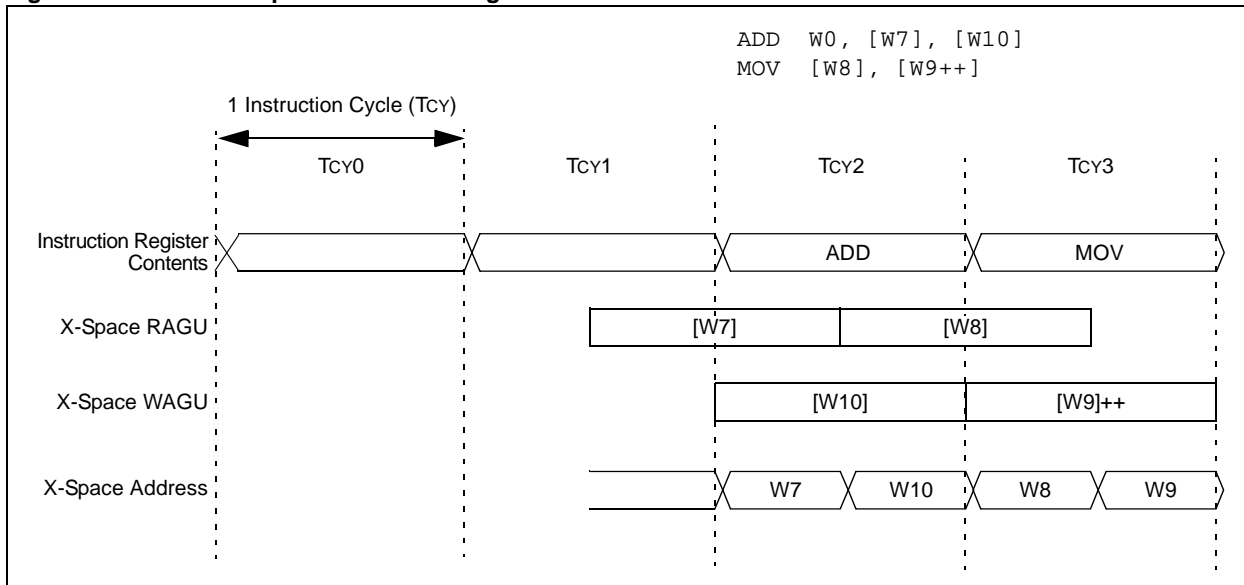 ADD W0, [W7], [W10]
MOV [W8], [W9++]
1 Instruction Cycle (TCY)
TCY0 TCY1 TCY2 TCY3
Instruction Register
Contents
ADD MOV
X-Space RAGU
[W7] [W8]
X-Space WAGU
[W10] [W9]++
X-Space Address
W7 W10 W8 W9